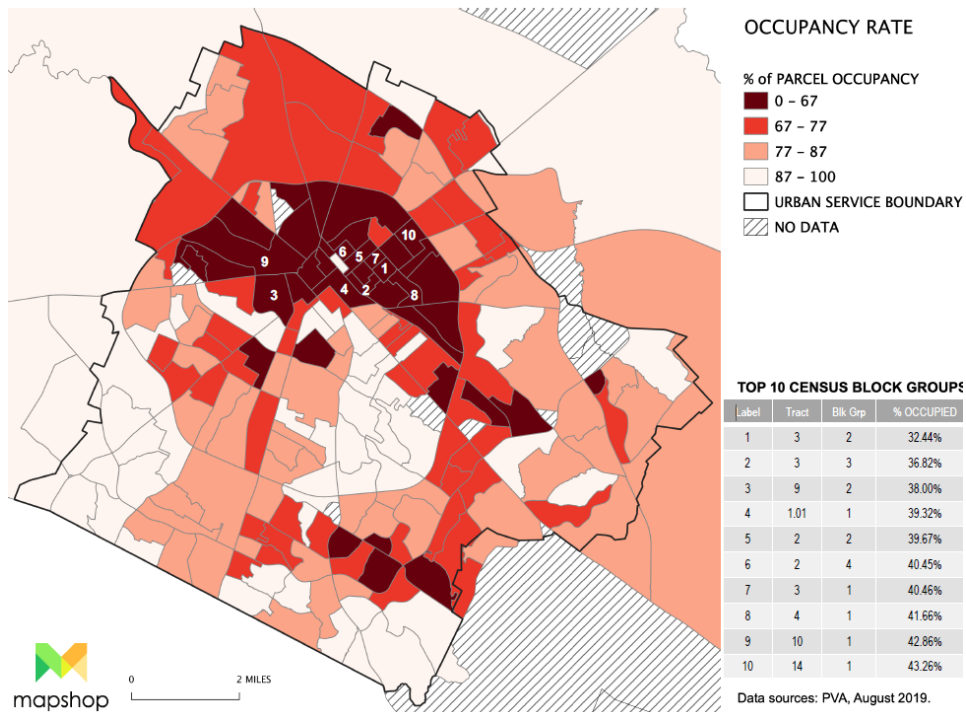 OCCUPANCY RATE
% of PARCEL OCCUPANCY
0 – 67
67 – 77
77 – 87
87 – 100
URBAN SERVICE BOUNDARY
NO DATA
10
6
5
7
9
1
3
4
2
8
TOP 10 CENSUS BLOCK GROUPS
Label Tract Blk Grp % OCCUPIED
1 3 2 32.44%
2 3 3 36.82%
3 9 2 38.00%
4 1.01 1 39.32%
5 2 2 39.67%
6 2 4 40.45%
7 3 1 40.46%
8 4 1 41.66%
9 10 1 42.86%
10 14 1 43.26%
Data sources: PVA, August 2019.
mapshop
0 2 MILES